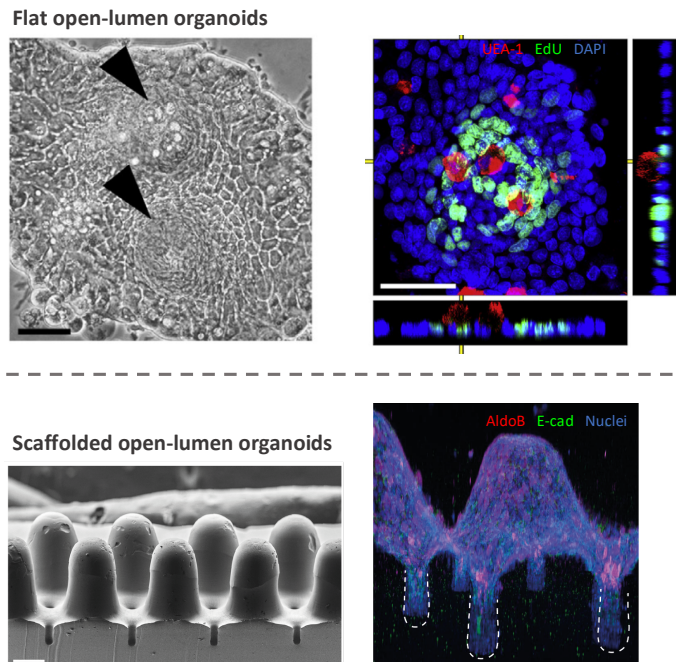 Flat open-lumen organoids
UEA-1 EdU DAPI
Scaffolded open-lumen organoids
AldoB E-cad Nuclei